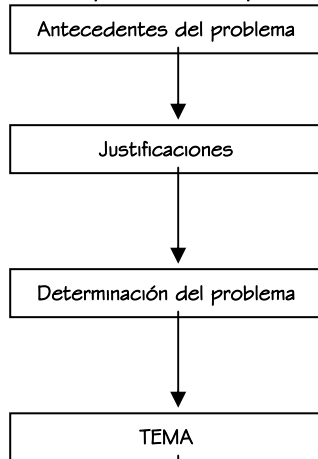 Antecedentes del problema
Justificaciones
Determinación del problema
TEMA